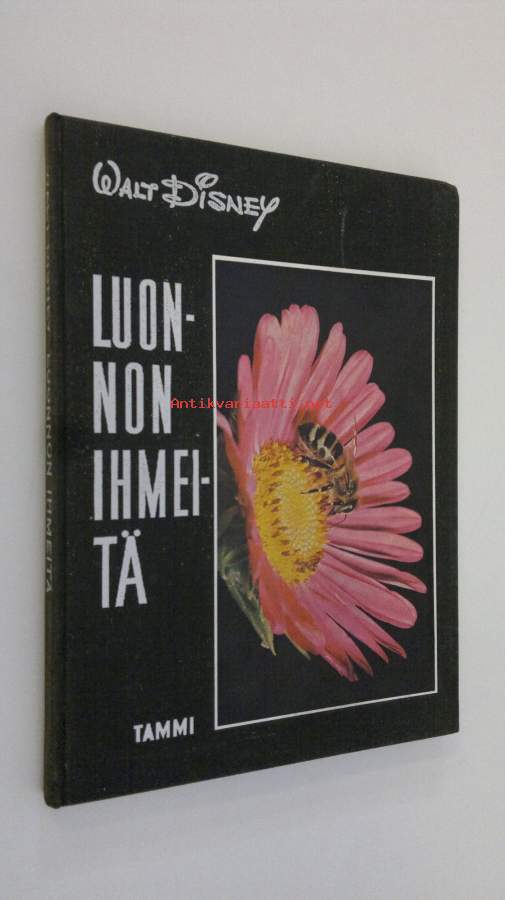 WALT DISNEY
LUON-
NON
IHMEI-
TÄ
TAMMI
Antikvariaatti.net
LUONNON IHMEITÄ